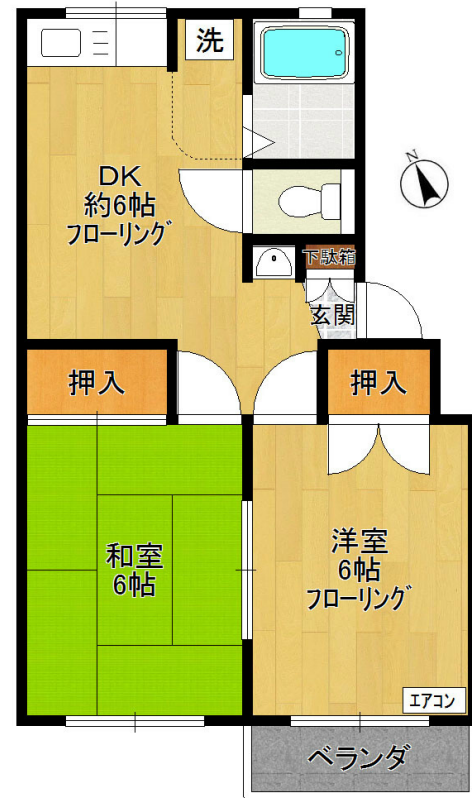 洗
DK
約6帖
フローリング
N
下駄箱
玄関
押入
押入
和室
6帖
洋室
6帖
フローリング
エアコン
ベランダ